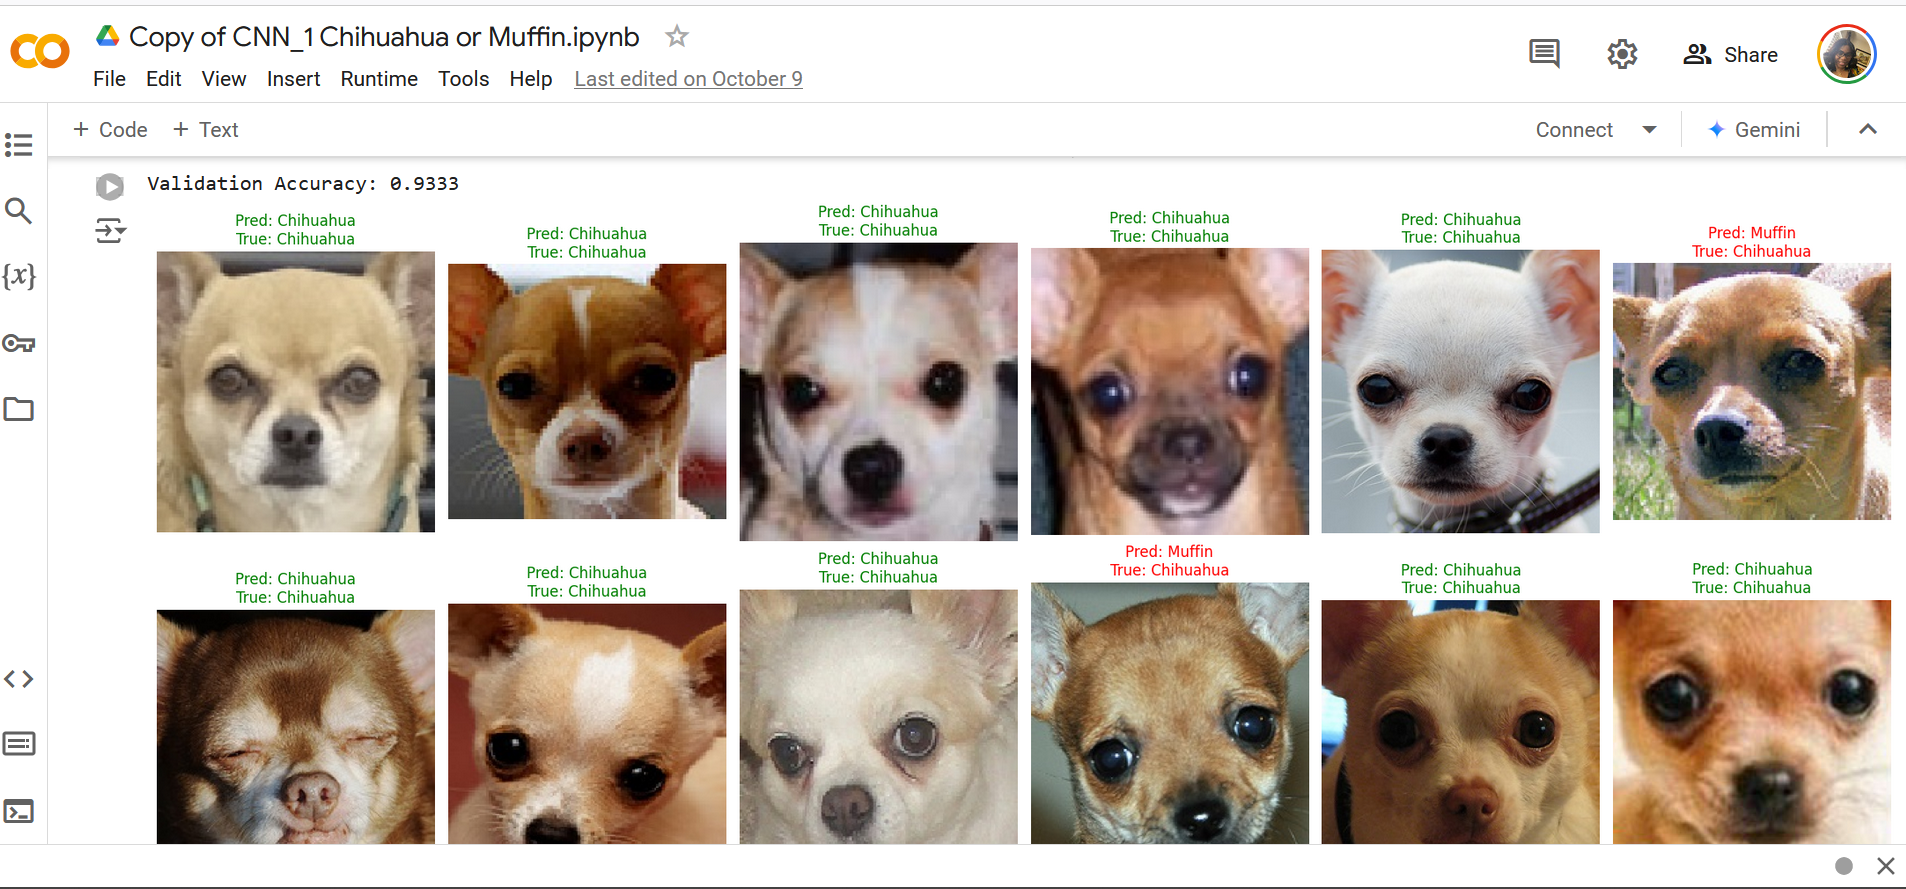 Copy of CNN_1 Chihuahua or Muffin.ipynb
File Edit View Insert Runtime Tools Help Last edited on October 9
Share
+ Code + Text
Connect
Gemini
{x}
Validation Accuracy: 0.9333
Pred: Chihuahua
True: Chihuahua
Pred: Chihuahua
True: Chihuahua
Pred: Chihuahua
True: Chihuahua
Pred: Chihuahua
True: Chihuahua
Pred: Chihuahua
True: Chihuahua
Pred: Muffin
True: Chihuahua
Pred: Chihuahua
True: Chihuahua
Pred: Chihuahua
True: Chihuahua
Pred: Chihuahua
True: Chihuahua
Pred: Muffin
True: Chihuahua
Pred: Chihuahua
True: Chihuahua
Pred: Chihuahua
True: Chihuahua